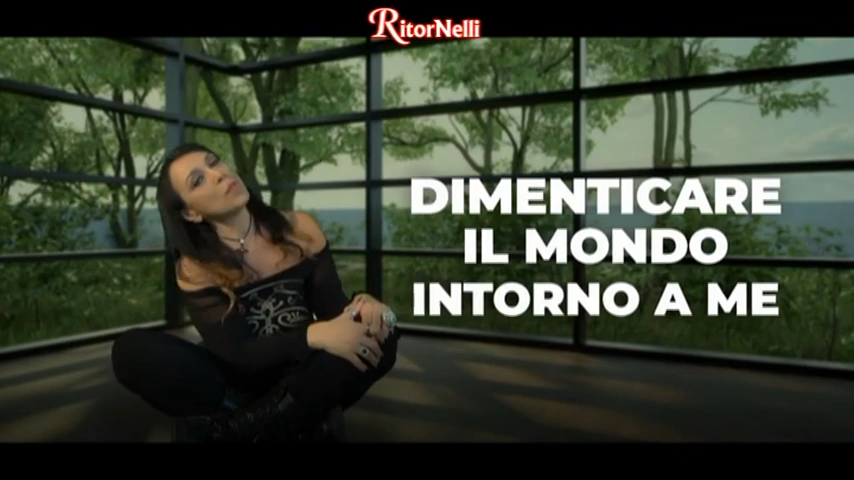 RitorNelli
DIMENTICARE
IL MONDO
INTORNO A ME